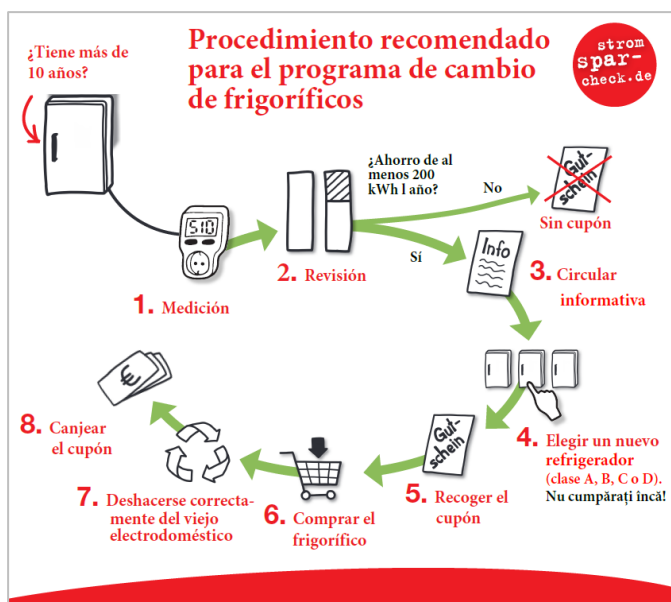 ¿Tiene más de
10 años?
Procedimiento recomendado
para el programa de cambio
de frigoríficos
strom
spar-
check.de
510
1. Medición
2. Revisión
¿Ahorro de al
menos 200
kWh l año?
No
Gut-
schein
Sin cupón
Sí
Info
3. Circular
informativa
4. Elegir un nuevo
refrigerador
(clase A, B, C o D).
Nu cumpărați încă!
Gut-
schein
5. Recoger el
cupón
6. Comprar el
frigorífico
7. Deshacerse correcta-
mente del viejo
electrodoméstico
€
8. Canjear
el cupón